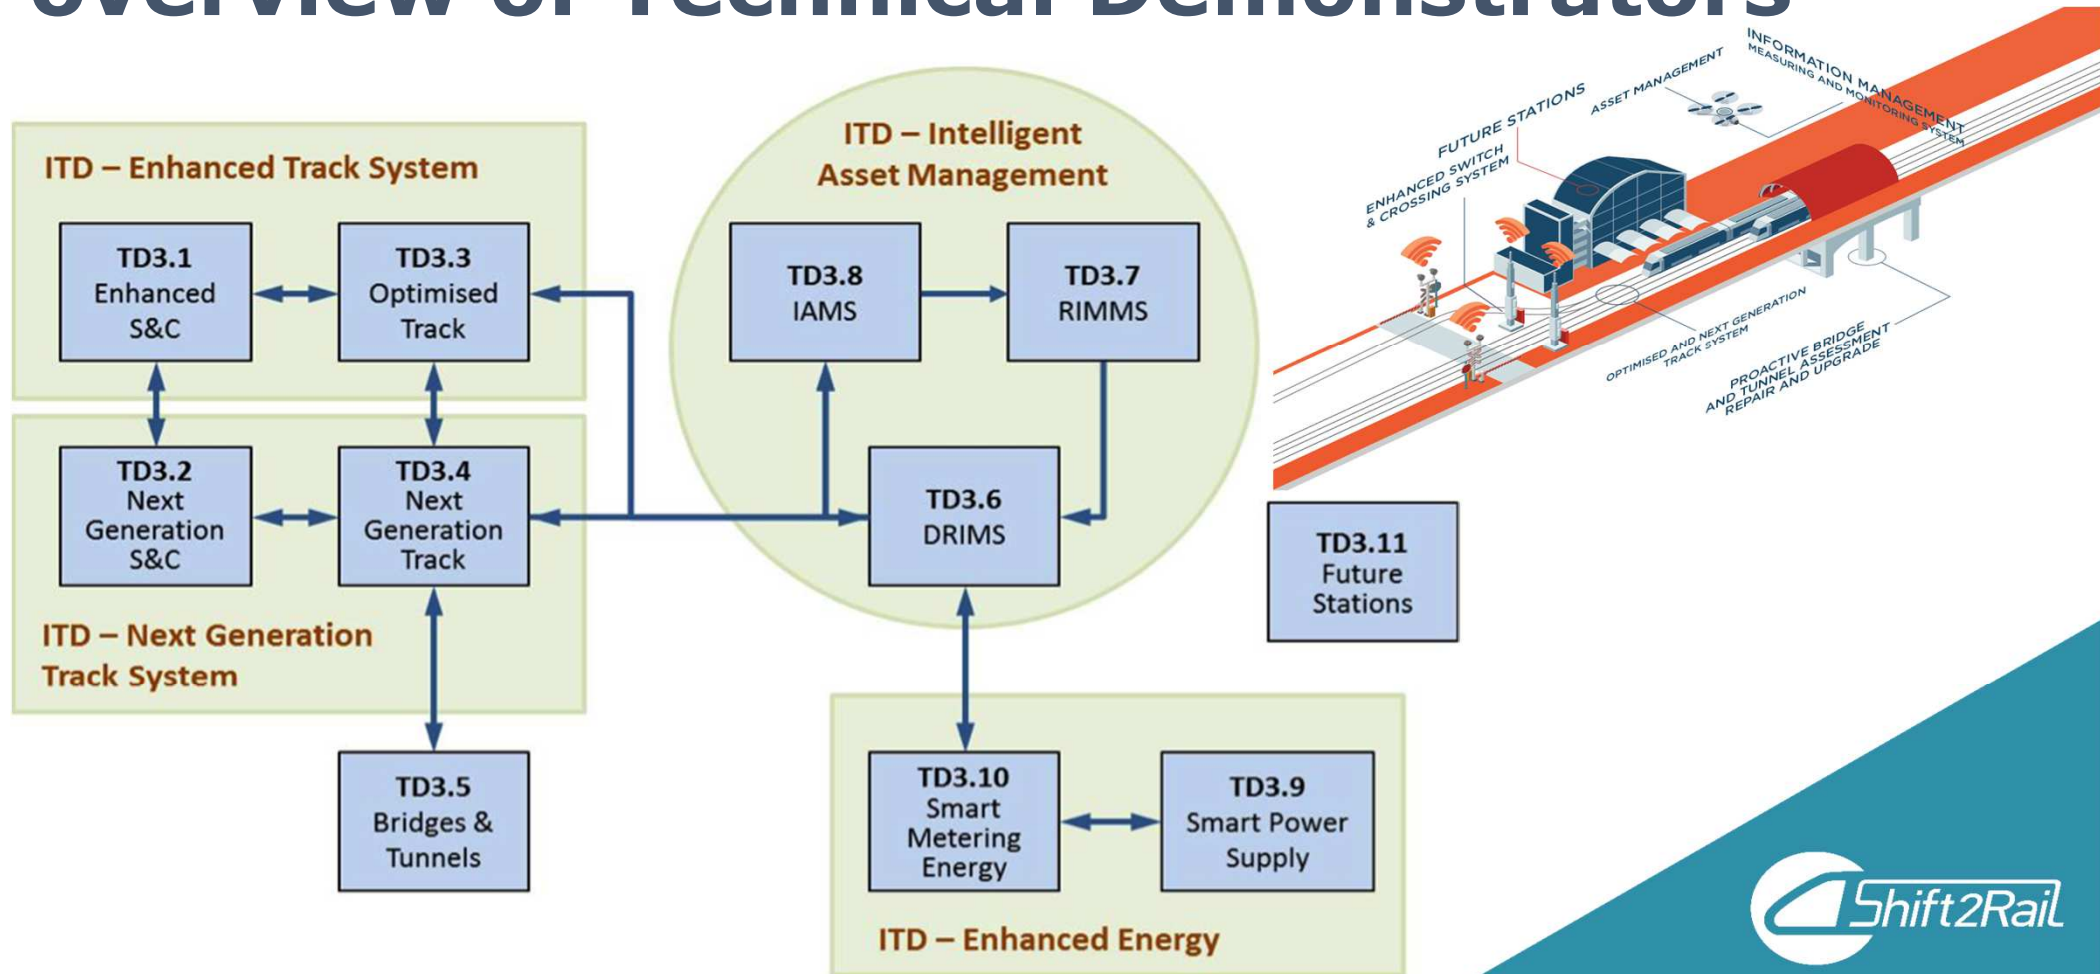 overview of Technical Demonstrators
ITD – Enhanced Track System
TD3.1
Enhanced
S&C
TD3.3
Optimised
Track
TD3.2
Next
Generation
S&C
TD3.4
Next
Generation
Track
ITD – Next Generation
Track System
TD3.5
Bridges &
Tunnels
ITD – Intelligent
Asset Management
TD3.8
IAMS
TD3.7
RIMMS
TD3.6
DRIMS
TD3.10
Smart
Metering
Energy
TD3.9
Smart Power
Supply
ITD – Enhanced Energy
TD3.11
Future
Stations
INFORMATION MANAGEMENT
MEASURING AND MONITORING SYSTEM
ASSET MANAGEMENT
FUTURE STATIONS
ENHANCED SWITCH
& CROSSING SYSTEM
OPTIMISED AND NEXT GENERATION
TRACK SYSTEM
PROACTIVE BRIDGE
AND TUNNEL ASSESSMENT
REPAIR AND UPGRADE
Shift2Rail